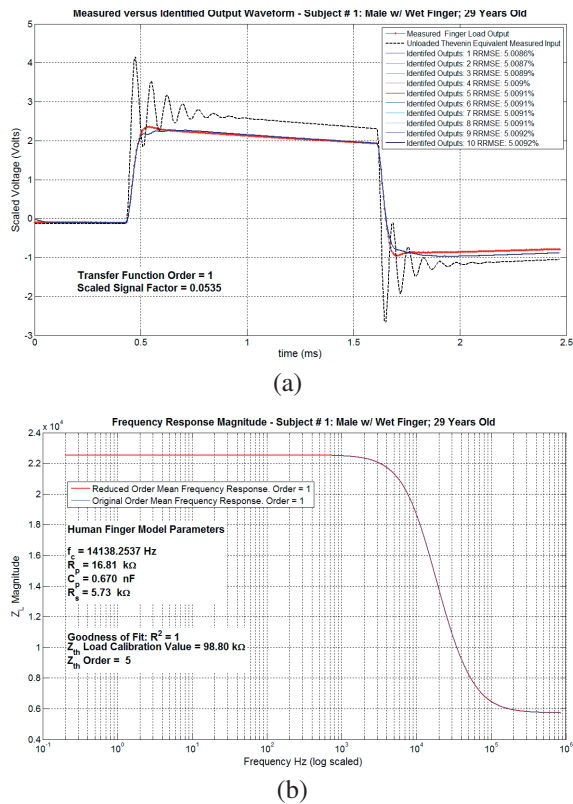 Measured versus Identified Output Waveform - Subject # 1: Male w/ Wet Finger; 29 Years Old
5
4
3
2
1
0
-1
-2
-3
Scaled Voltage (Volts)
Measured Finger Load Output
Unloaded Thevenin Equivalent Measured Input
Identifed Outputs: 1 RRMSE: 5.0086%
Identifed Outputs: 2 RRMSE: 5.0087%
Identifed Outputs: 3 RRMSE: 5.0089%
Identifed Outputs: 4 RRMSE: 5.009%
Identifed Outputs: 5 RRMSE: 5.0091%
Identifed Outputs: 6 RRMSE: 5.0091%
Identifed Outputs: 7 RRMSE: 5.0091%
Identifed Outputs: 8 RRMSE: 5.0091%
Identifed Outputs: 9 RRMSE: 5.0092%
Identifed Outputs: 10 RRMSE: 5.0092%
Transfer Function Order = 1
Scaled Signal Factor = 0.0535
0 0.5 1 1.5 2 2.5
time (ms)
(a)
Frequency Response Magnitude - Subject # 1: Male w/ Wet Finger; 29 Years Old
x 10^4
2.4
2.2
2
1.8
1.6
1.4
1.2
1
0.8
0.6
0.4
Z_L Magnitude
Reduced Order Mean Frequency Response. Order = 1
Original Order Mean Frequency Response. Order = 1
Human Finger Model Parameters
f_c = 14138.2537 Hz
R_p = 16.81 kΩ
C_p = 0.670 nF
R_s = 5.73 kΩ
Goodness of Fit: R^2 = 1
Z_th Load Calibration Value = 98.80 kΩ
Z_th Order = 5
10^-1 10^0 10^1 10^2 10^3 10^4 10^5 10^6
Frequency Hz (log scaled)
(b)